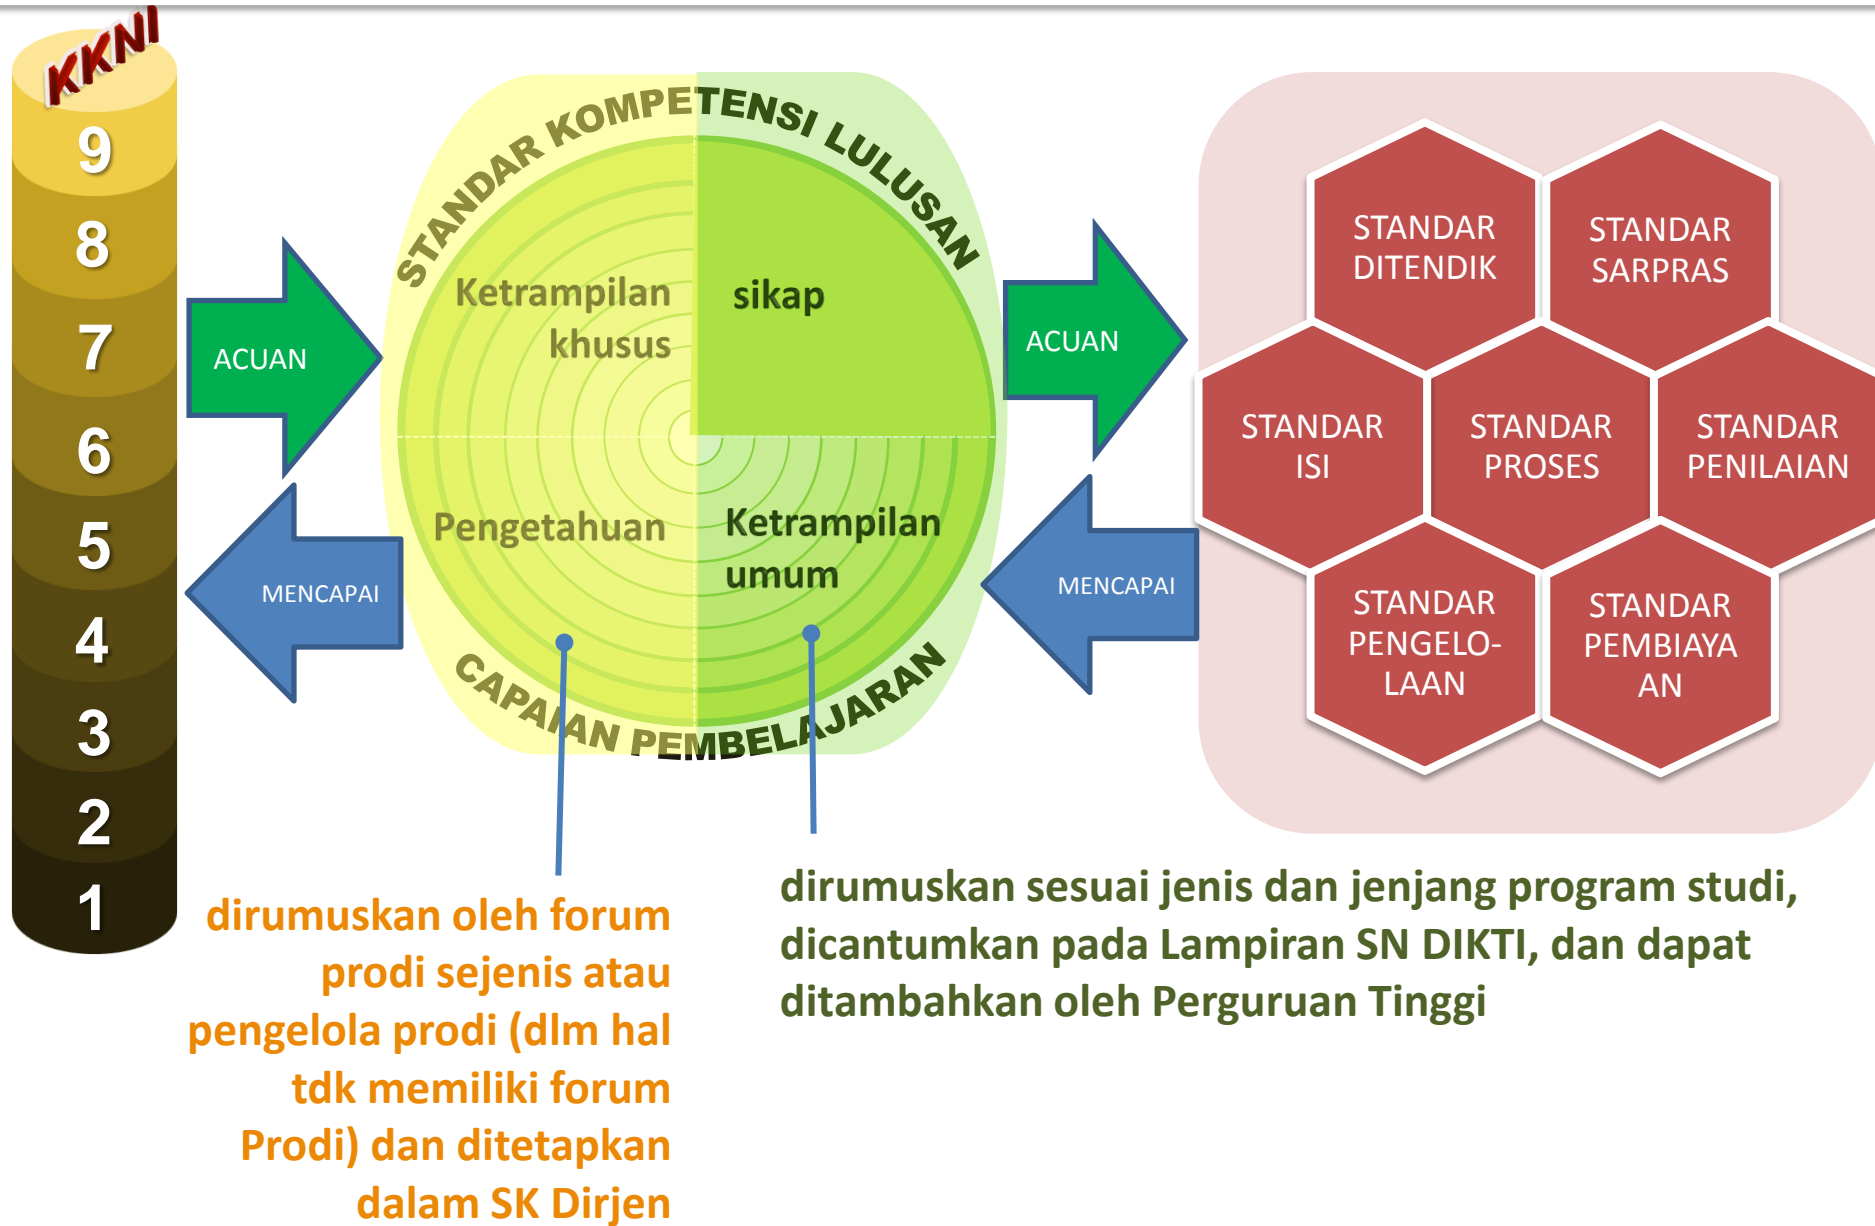 KKNI
9
8
7
6
5
4
3
2
1
ACUAN
MENCAPAI
STANDAR KOMPETENSI LULUSAN
Ketrampilan
khusus
sikap
Pengetahuan
Ketrampilan
umum
CAPAIAN PEMBELAJARAN
ACUAN
MENCAPAI
STANDAR
DITENDIK
STANDAR
SARPRAS
STANDAR
ISI
STANDAR
PROSES
STANDAR
PENILAIAN
STANDAR
PENGELO-
LAAN
STANDAR
PEMBIAYA
AN
dirumuskan oleh forum
prodi sejenis atau
pengelola prodi (dlm hal
tdk memiliki forum
Prodi) dan ditetapkan
dalam SK Dirjen
dirumuskan sesuai jenis dan jenjang program studi,
dicantumkan pada Lampiran SN DIKTI, dan dapat
ditambahkan oleh Perguruan Tinggi